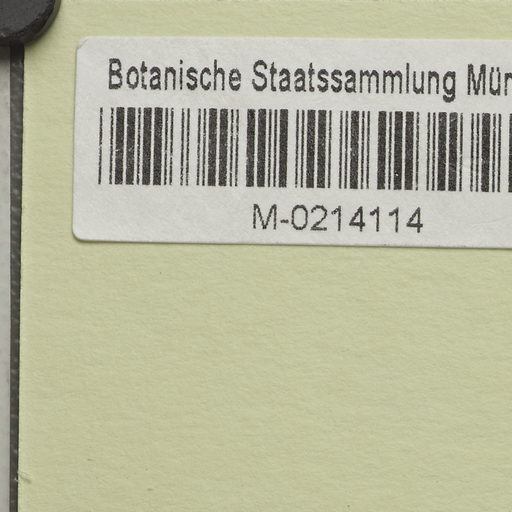 Botanische Staatssammlung Mün
M-0214114